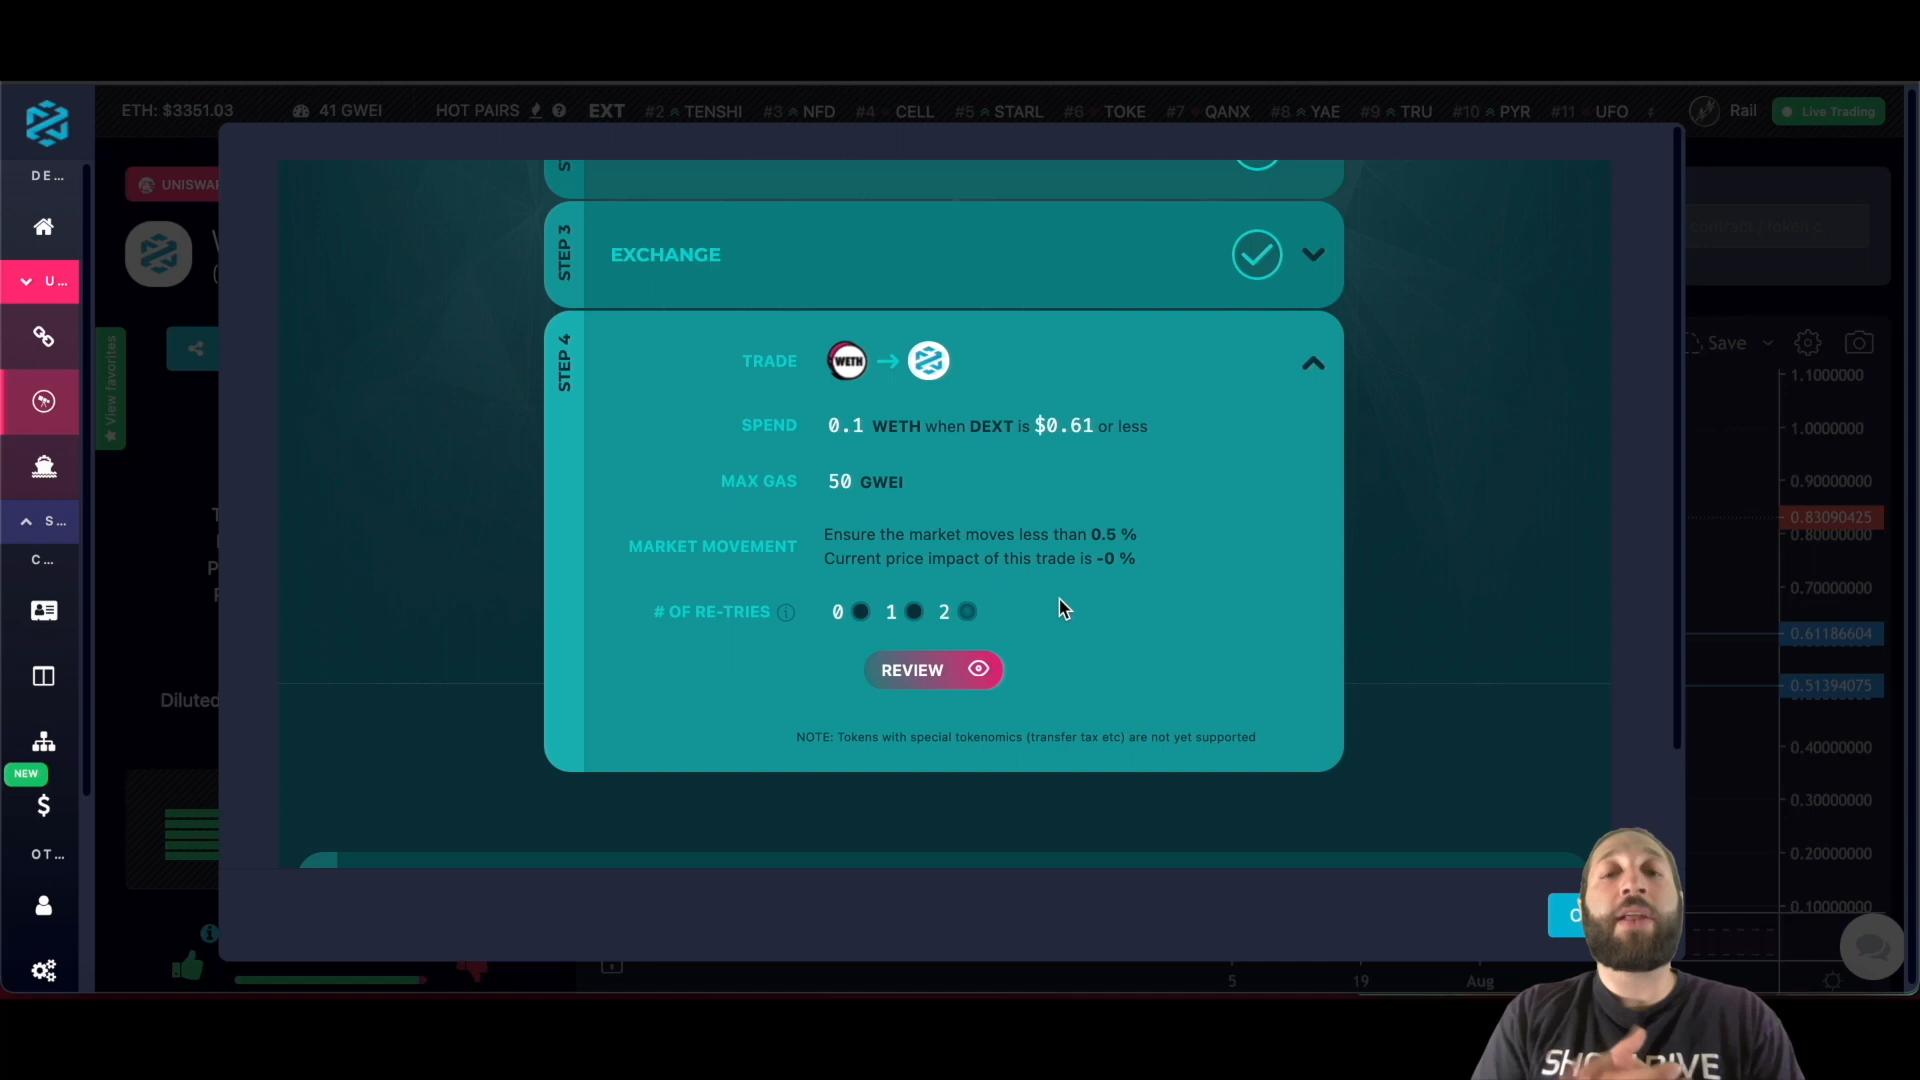 ETH: $3351.03
41 GWEI
HOT PAIRS
EXT
#2 TENSHI
#3 NFD
#4 CELL
#5 STARL
#6 TOKE
#7 QANX
#8 YAE
#9 TRU
#10 PYR
#11 UFO
Rail
Live Trading
DE...
UNISWA
contract / token c
U...
View favorites
S...
C...
Diluted
NEW
OT...
STEP 3
EXCHANGE
STEP 4
TRADE
WETH
SPEND
0.1 WETH when DEXT is $0.61 or less
MAX GAS
50 GWEI
MARKET MOVEMENT
Ensure the market moves less than 0.5 %
Current price impact of this trade is -0 %
# OF RE-TRIES
0 1 2
REVIEW
NOTE: Tokens with special tokenomics (transfer tax etc) are not yet supported
Save
1.1000000
1.0000000
0.90000000
0.83090425
0.80000000
0.70000000
0.61186604
0.51394075
0.40000000
0.30000000
0.20000000
0.10000000
5
19
Aug